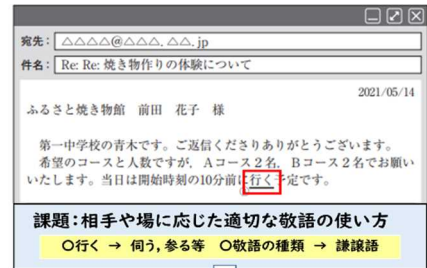 宛先： △△△△@△△△.△△.jp
件名： Re: Re: 焼き物作りの体験について
2021/05/14
ふるさと焼き物館　前田　花子　様
第一中学校の青木です。ご返信くださりありがとうございます。
希望のコースと人数ですが，Ａコース２名，Ｂコース２名でお願い
いたします。当日は開始時刻の10分前に行く予定です。
課題：相手や場に応じた適切な敬語の使い方
〇行く → 伺う，参る等　〇敬語の種類 → 謙譲語